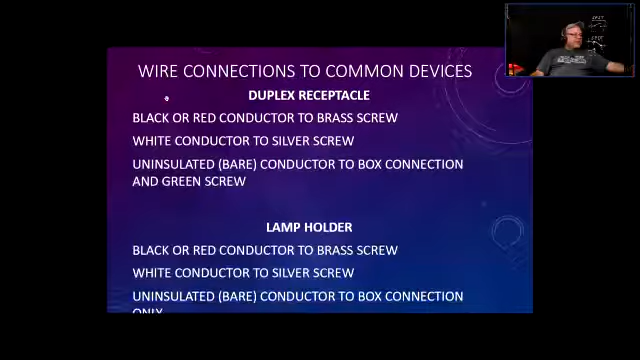 WIRE CONNECTIONS TO COMMON DEVICES
DUPLEX RECEPTACLE
BLACK OR RED CONDUCTOR TO BRASS SCREW
WHITE CONDUCTOR TO SILVER SCREW
UNINSULATED (BARE) CONDUCTOR TO BOX CONNECTION
AND GREEN SCREW
LAMP HOLDER
BLACK OR RED CONDUCTOR TO BRASS SCREW
WHITE CONDUCTOR TO SILVER SCREW
UNINSULATED (BARE) CONDUCTOR TO BOX CONNECTION
ONLY